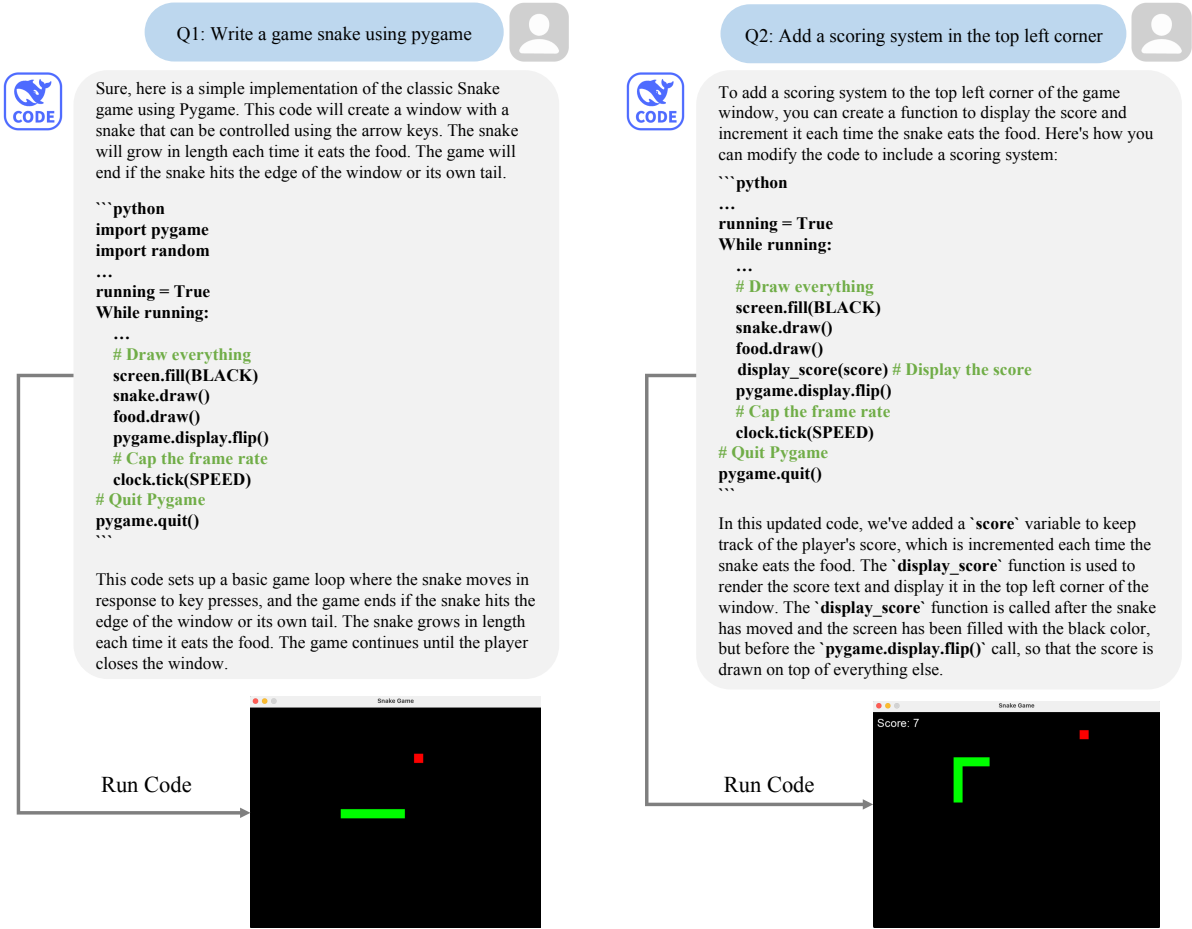 Q1: Write a game snake using pygame
CODE
Sure, here is a simple implementation of the classic Snake
game using Pygame. This code will create a window with a
snake that can be controlled using the arrow keys. The snake
will grow in length each time it eats the food. The game will
end if the snake hits the edge of the window or its own tail.
```python
import pygame
import random
…
running = True
While running:
…
# Draw everything
screen.fill(BLACK)
snake.draw()
food.draw()
pygame.display.flip()
# Cap the frame rate
clock.tick(SPEED)
# Quit Pygame
pygame.quit()
```
This code sets up a basic game loop where the snake moves in
response to key presses, and the game ends if the snake hits the
edge of the window or its own tail. The snake grows in length
each time it eats the food. The game continues until the player
closes the window.
Run Code
Snake Game
Q2: Add a scoring system in the top left corner
CODE
To add a scoring system to the top left corner of the game
window, you can create a function to display the score and
increment it each time the snake eats the food. Here's how you
can modify the code to include a scoring system:
```python
…
running = True
While running:
…
# Draw everything
screen.fill(BLACK)
snake.draw()
food.draw()
display_score(score) # Display the score
pygame.display.flip()
# Cap the frame rate
clock.tick(SPEED)
# Quit Pygame
pygame.quit()
```
In this updated code, we've added a `score` variable to keep
track of the player's score, which is incremented each time the
snake eats the food. The `display_score` function is used to
render the score text and display it in the top left corner of the
window. The `display_score` function is called after the snake
has moved and the screen has been filled with the black color,
but before the `pygame.display.flip()` call, so that the score is
drawn on top of everything else.
Run Code
Snake Game
Score: 7